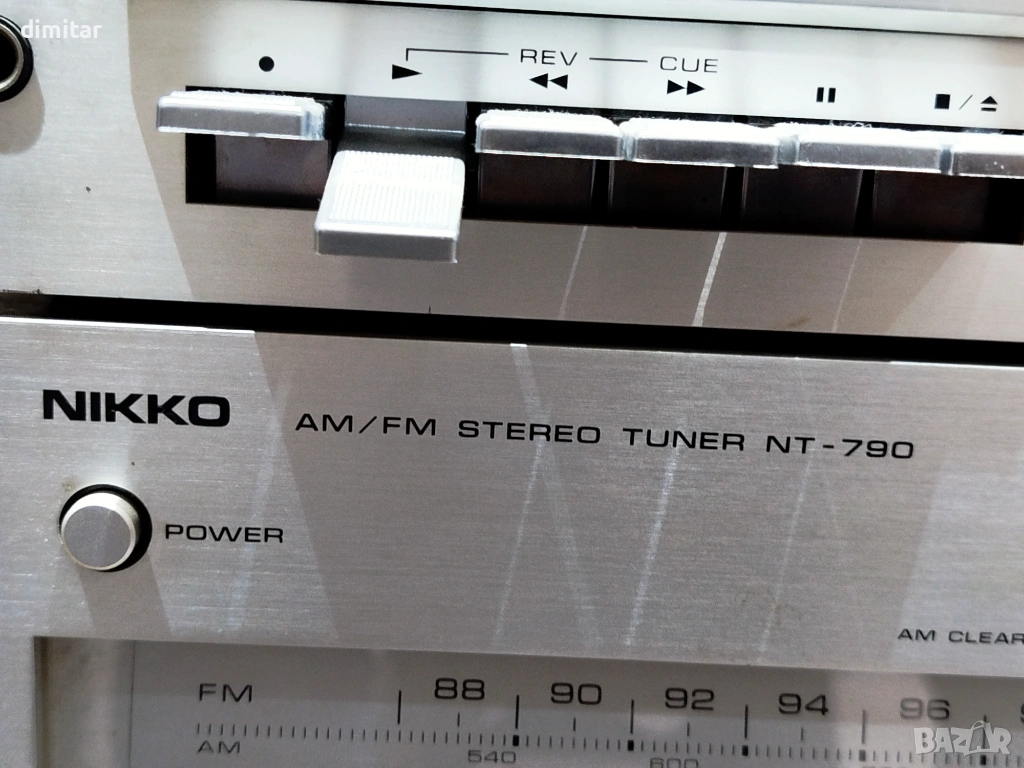 dimitar
REV CUE
NIKKO
AM/FM STEREO TUNER NT-790
POWER
AM CLEAR
FM 88 90 92 94 96
AM 540 600
BAZAR